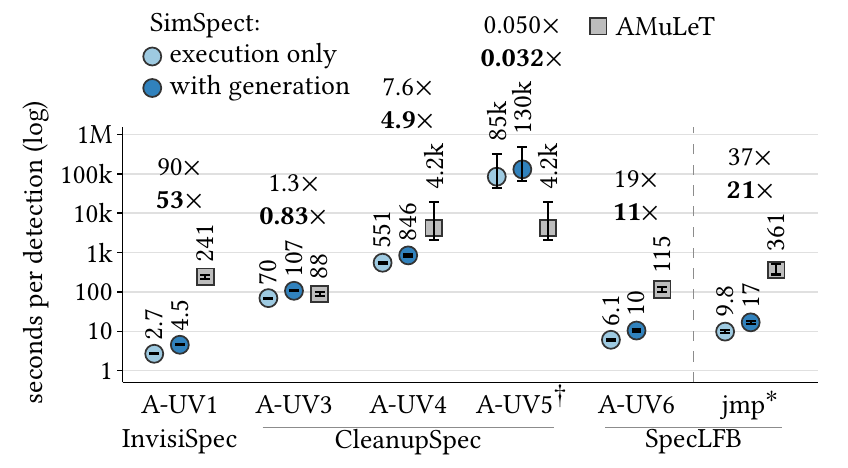 SimSpect:
execution only
with generation
AMuLeT
0.050×
0.032×
7.6×
4.9×
90×
53×
1.3×
0.83×
19×
11×
37×
21×
seconds per detection (log)
1M
100k
10k
1k
100
10
1
2.7
4.5
241
70
107
88
551
846
4.2k
85k
130k
4.2k
6.1
10
115
9.8
17
361
A-UV1 A-UV3 A-UV4 A-UV5† A-UV6 jmp*
InvisiSpec CleanupSpec SpecLFB